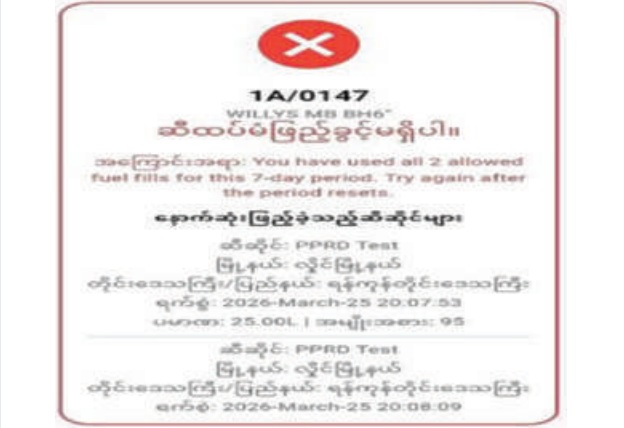 1A/0147
WILLYS MB BH6"
ဆီထပ်မံဖြည့်ခွင့်မရှိပါ။
အကြောင်းအရာ: You have used all 2 allowed
fuel fills for this 7-day period. Try again after
the period resets.
နောက်ဆုံးဖြည့်ခဲ့သည့်ဆီဆိုင်များ
ဆီဆိုင်: PPRD Test
မြို့နယ်: လှိုင်မြို့နယ်
တိုင်းဒေသကြီး/ပြည်နယ်: ရန်ကုန်တိုင်းဒေသကြီး
ရက်စွဲ: 2026-March-25 20:07:53
ပမာဏ: 25.00L | အမျိုးအစား: 95
ဆီဆိုင်: PPRD Test
မြို့နယ်: လှိုင်မြို့နယ်
တိုင်းဒေသကြီး/ပြည်နယ်: ရန်ကုန်တိုင်းဒေသကြီး
ရက်စွဲ: 2026-March-25 20:08:09